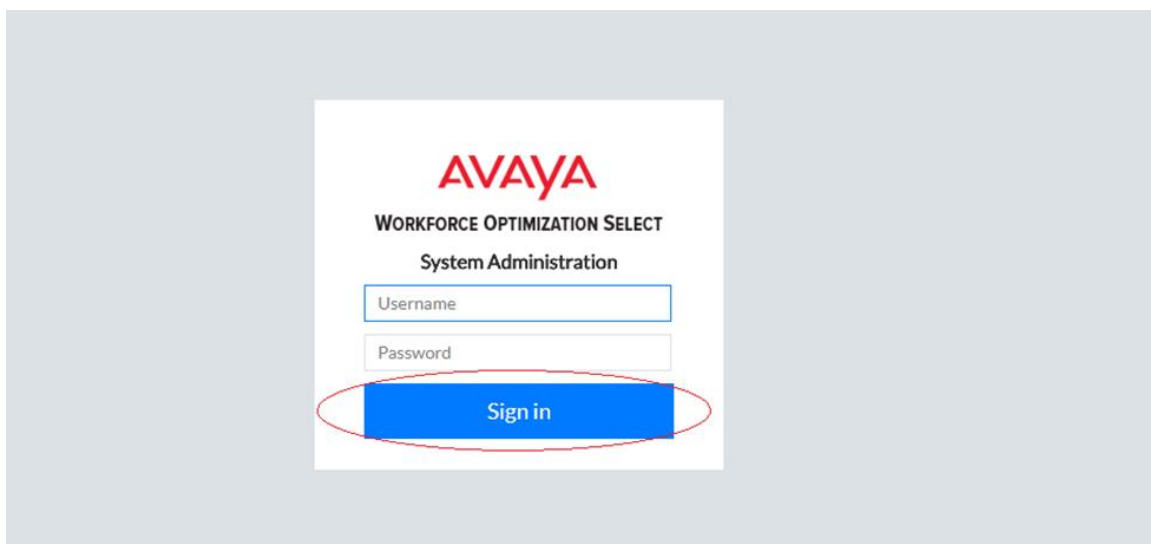 AVAYA
WORKFORCE OPTIMIZATION SELECT
System Administration
Username
Password
Sign in